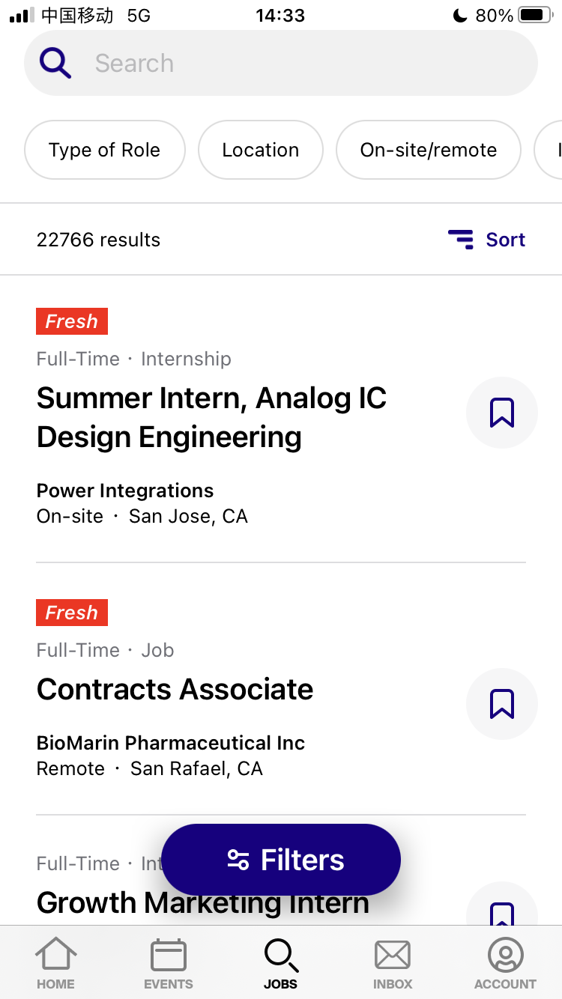 中国移动 5G 14:33 80%
Search
Type of Role Location On-site/remote
22766 results Sort
Fresh
Full-Time · Internship
Summer Intern, Analog IC
Design Engineering
Power Integrations
On-site · San Jose, CA
Fresh
Full-Time · Job
Contracts Associate
BioMarin Pharmaceutical Inc
Remote · San Rafael, CA
Full-Time · Int
Filters
Growth Marketing Intern
HOME EVENTS JOBS INBOX ACCOUNT